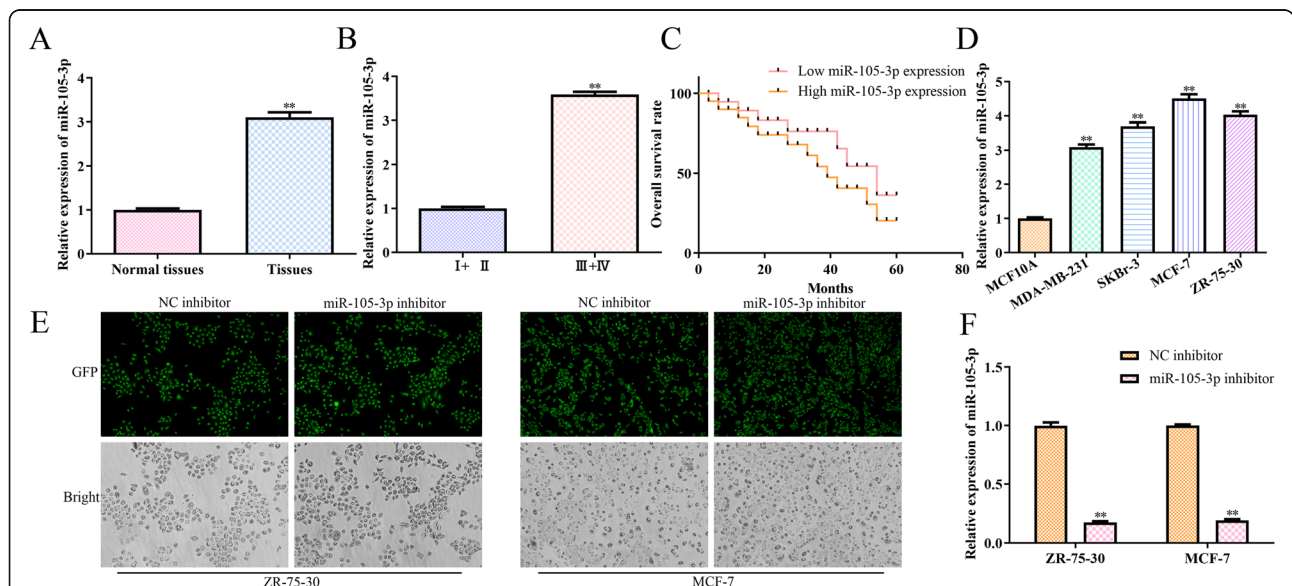 A
Relative expression of miR-105-3p
4
3
2
1
0
**
Normal tissues
Tissues
B
Relative expression of miR-105-3p
4
3
2
1
0
**
I+ II
III+IV
C
Overall survival rate
100
50
0
20
40
60
80
Months
Low miR-105-3p expression
High miR-105-3p expression
D
Relative expression of miR-105-3p
5
4
3
2
1
0
**
**
**
**
MCF10A
MDA-MB-231
SKBr-3
MCF-7
ZR-75-30
E
NC inhibitor
miR-105-3p inhibitor
NC inhibitor
miR-105-3p inhibitor
GFP
Bright
ZR-75-30
MCF-7
F
Relative expression of miR-105-3p
1.5
1.0
0.5
0.0
NC inhibitor
miR-105-3p inhibitor
**
**
ZR-75-30
MCF-7